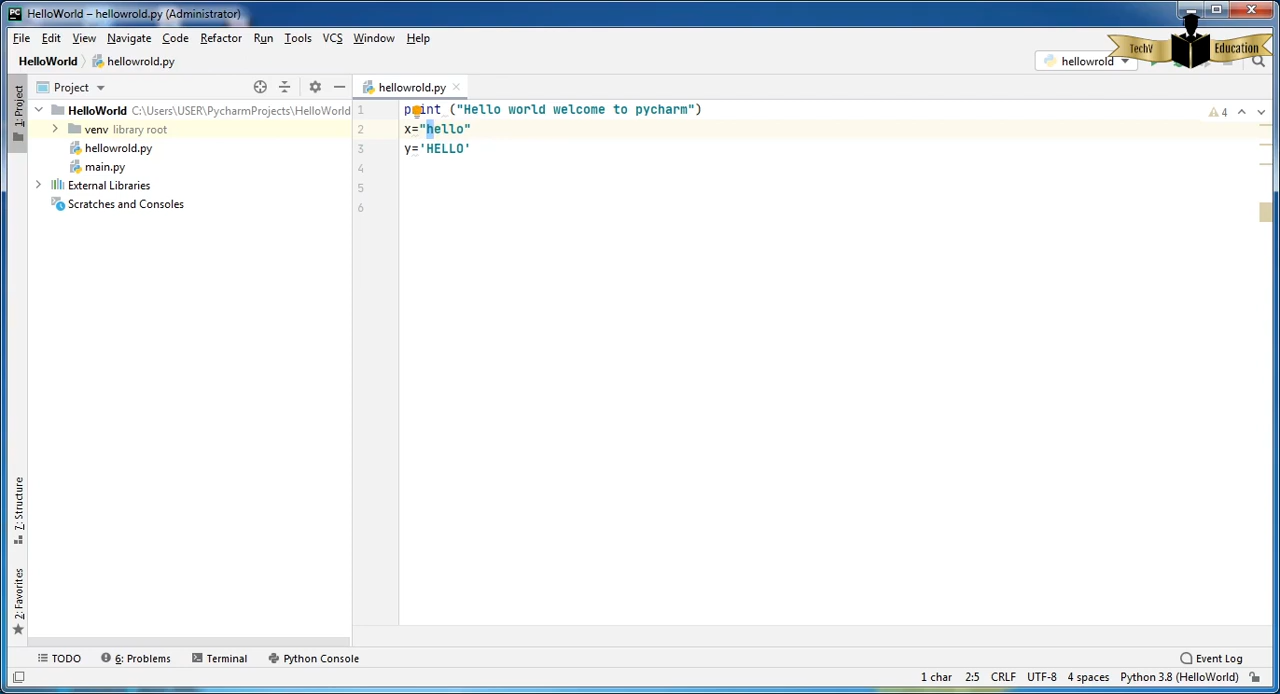 HelloWorld – hellowrold.py (Administrator)
File Edit View Navigate Code Refactor Run Tools VCS Window Help
TechV Education
HelloWorld hellowrold.py
hellowrold
Project
hellowrold.py
1: Project
HelloWorld C:\Users\USER\PycharmProjects\HelloWorld
venv library root
hellowrold.py
main.py
External Libraries
Scratches and Consoles
1 print ("Hello world welcome to pycharm")
2 x="hello"
3 y='HELLO'
4
5
6
4
7: Structure
2: Favorites
TODO 6: Problems Terminal Python Console Event Log
1 char 2:5 CRLF UTF-8 4 spaces Python 3.8 (HelloWorld)